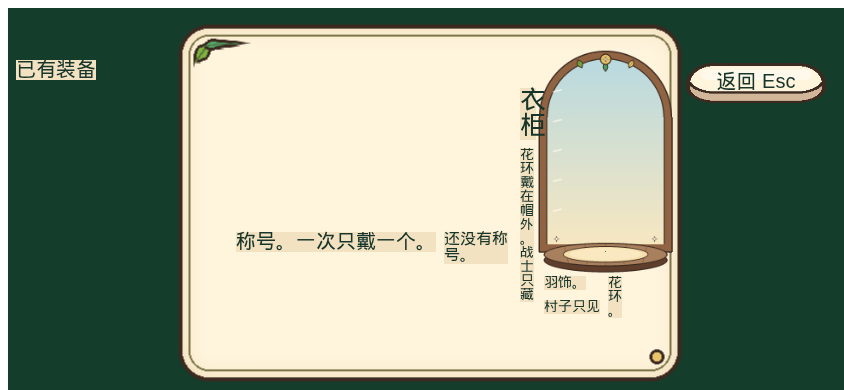 已有装备
返回 Esc
衣柜
花环戴在帽外。战士只藏
称号。一次只戴一个。
还没有称号。
羽饰。
村子只见
花环。